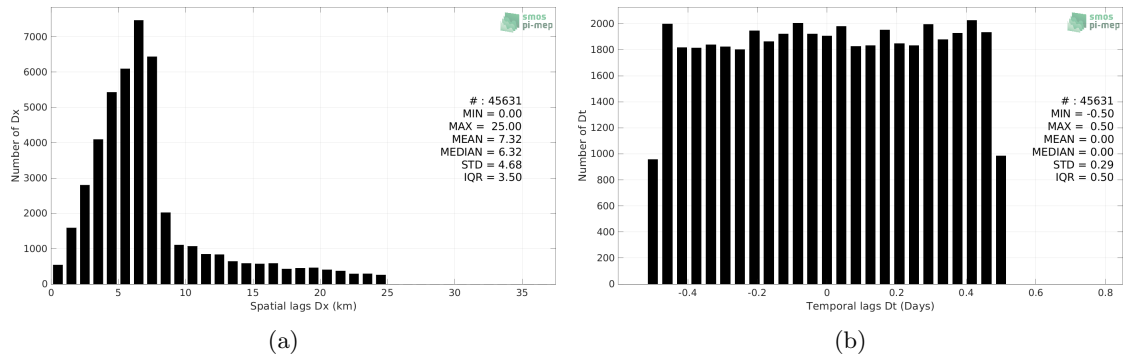 smos
pi-mep
7000
6000
5000
4000
3000
2000
1000
0
Number of Dx
# : 45631
MIN = 0.00
MAX = 25.00
MEAN = 7.32
MEDIAN = 6.32
STD = 4.68
IQR = 3.50
0 5 10 15 20 25 30 35
Spatial lags Dx (km)
(a)
smos
pi-mep
2000
1800
1600
1400
1200
1000
800
600
400
200
0
Number of Dt
# : 45631
MIN = -0.50
MAX = 0.50
MEAN = 0.00
MEDIAN = 0.00
STD = 0.29
IQR = 0.50
-0.4 -0.2 0 0.2 0.4 0.6 0.8
Temporal lags Dt (Days)
(b)